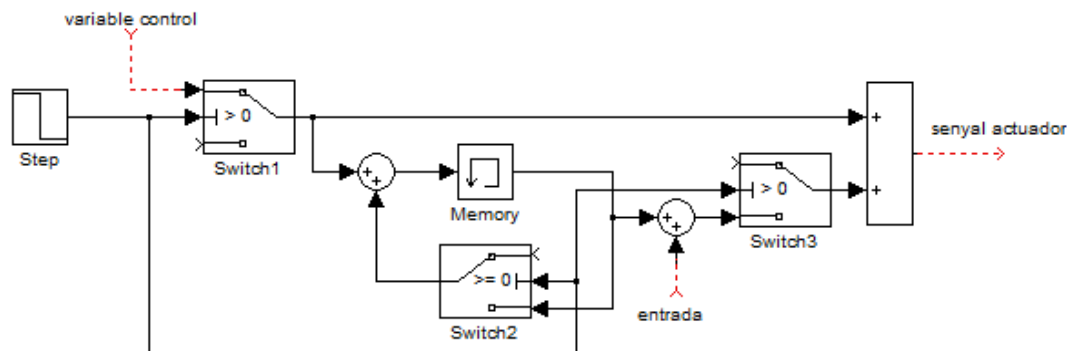 variable control
> 0
Step
Switch1
+
+
Memory
+
+
>= 0
Switch2
+
+
entrada
> 0
Switch3
+
+
senyal actuador